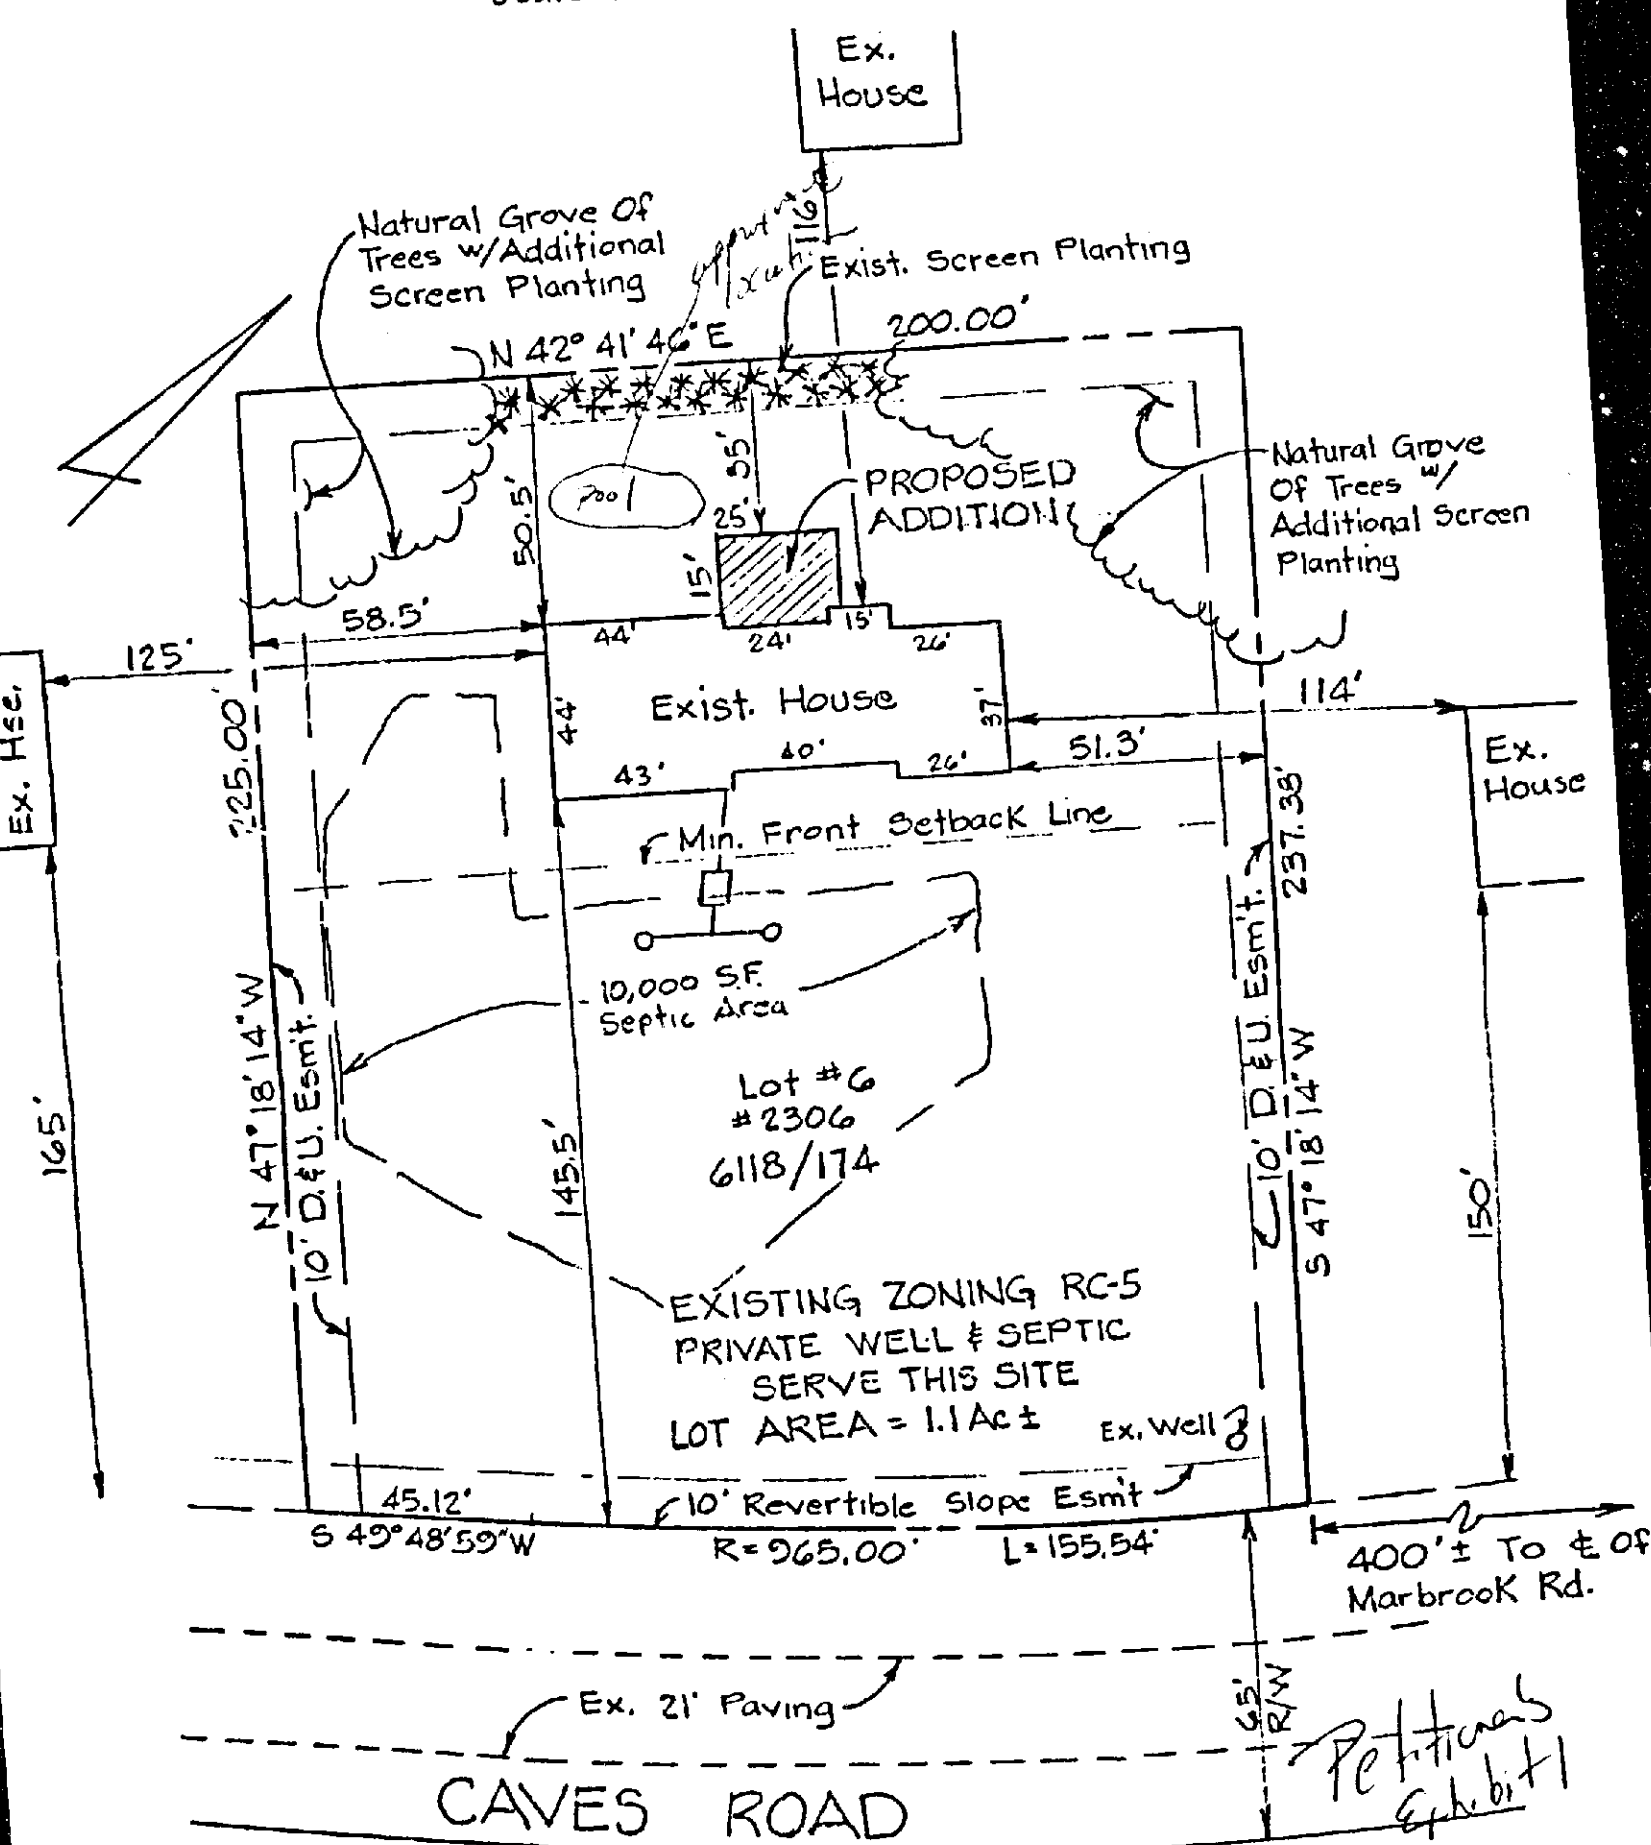 Ex.
House
116'
Natural Grove Of
Trees w/Additional
Screen Planting
Exist. Screen Planting
N 42° 41' 46" E
200.00'
Natural Grove
Of Trees w/
Additional Screen
Planting
pool
35'
50.5'
25'
15'
PROPOSED
ADDITION
58.5'
44'
24'
15'
26'
125'
Ex. Hse.
225.00'
44'
Exist. House
37'
114'
51.3'
Ex.
House
43'
40'
26'
Min. Front Setback Line
237.38'
10,000 S.F.
Septic Area
N 47° 18' 14" W
10' D.&U. Esm't.
10' D.&U. Esm't.
S 47° 18' 14" W
Lot #6
#2306
6118/174
165'
145.5'
150'
EXISTING ZONING RC-5
PRIVATE WELL & SEPTIC
SERVE THIS SITE
LOT AREA = 1.1 Ac ±
Ex. Well
45.12'
10' Revertible Slope Esm't
S 49° 48' 59" W
R= 965.00'
L= 155.54'
400'± To ℄ Of
Marbrook Rd.
Ex. 21' Paving
65'
R/W
CAVES ROAD
Petitioner's
Exhibit 1